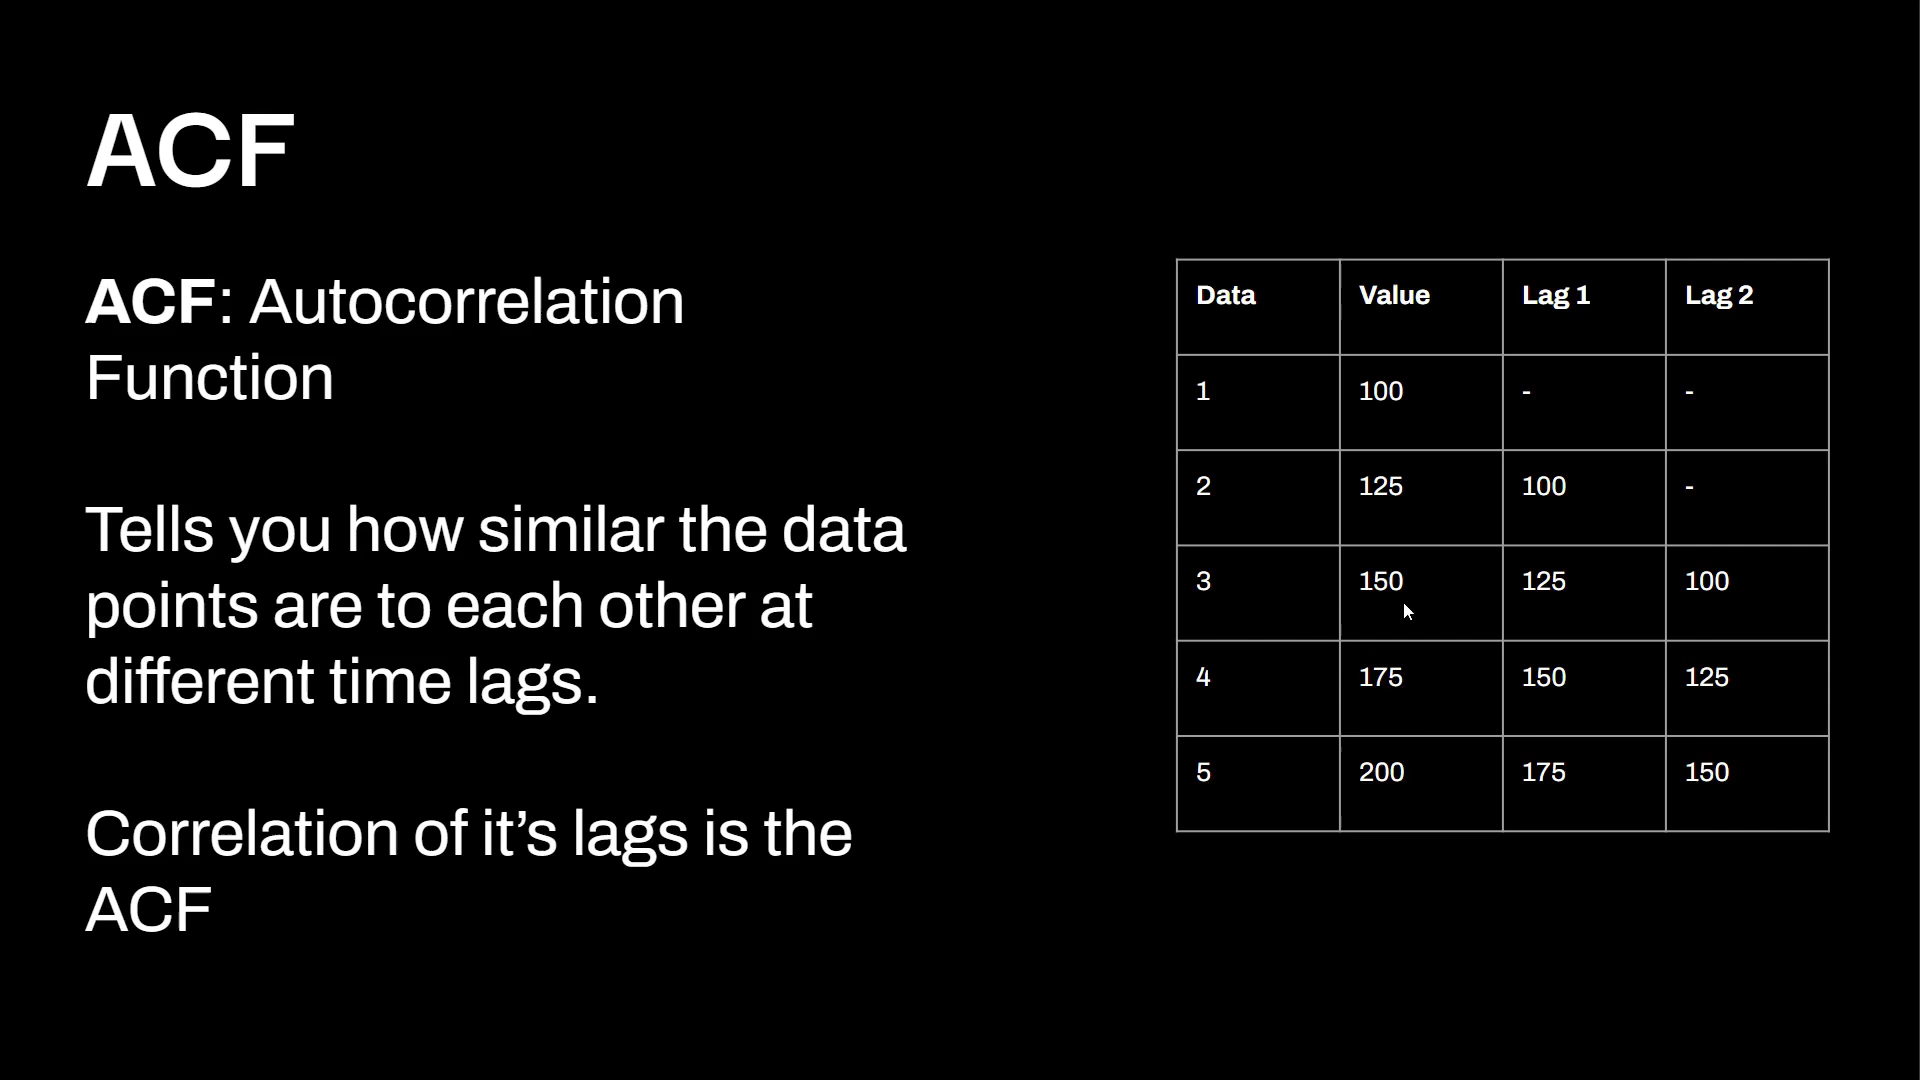 ACF
ACF: Autocorrelation
Function
Tells you how similar the data
points are to each other at
different time lags.
Correlation of it’s lags is the
ACF
Data Value Lag 1 Lag 2
1 100 - -
2 125 100 -
3 150 125 100
4 175 150 125
5 200 175 150